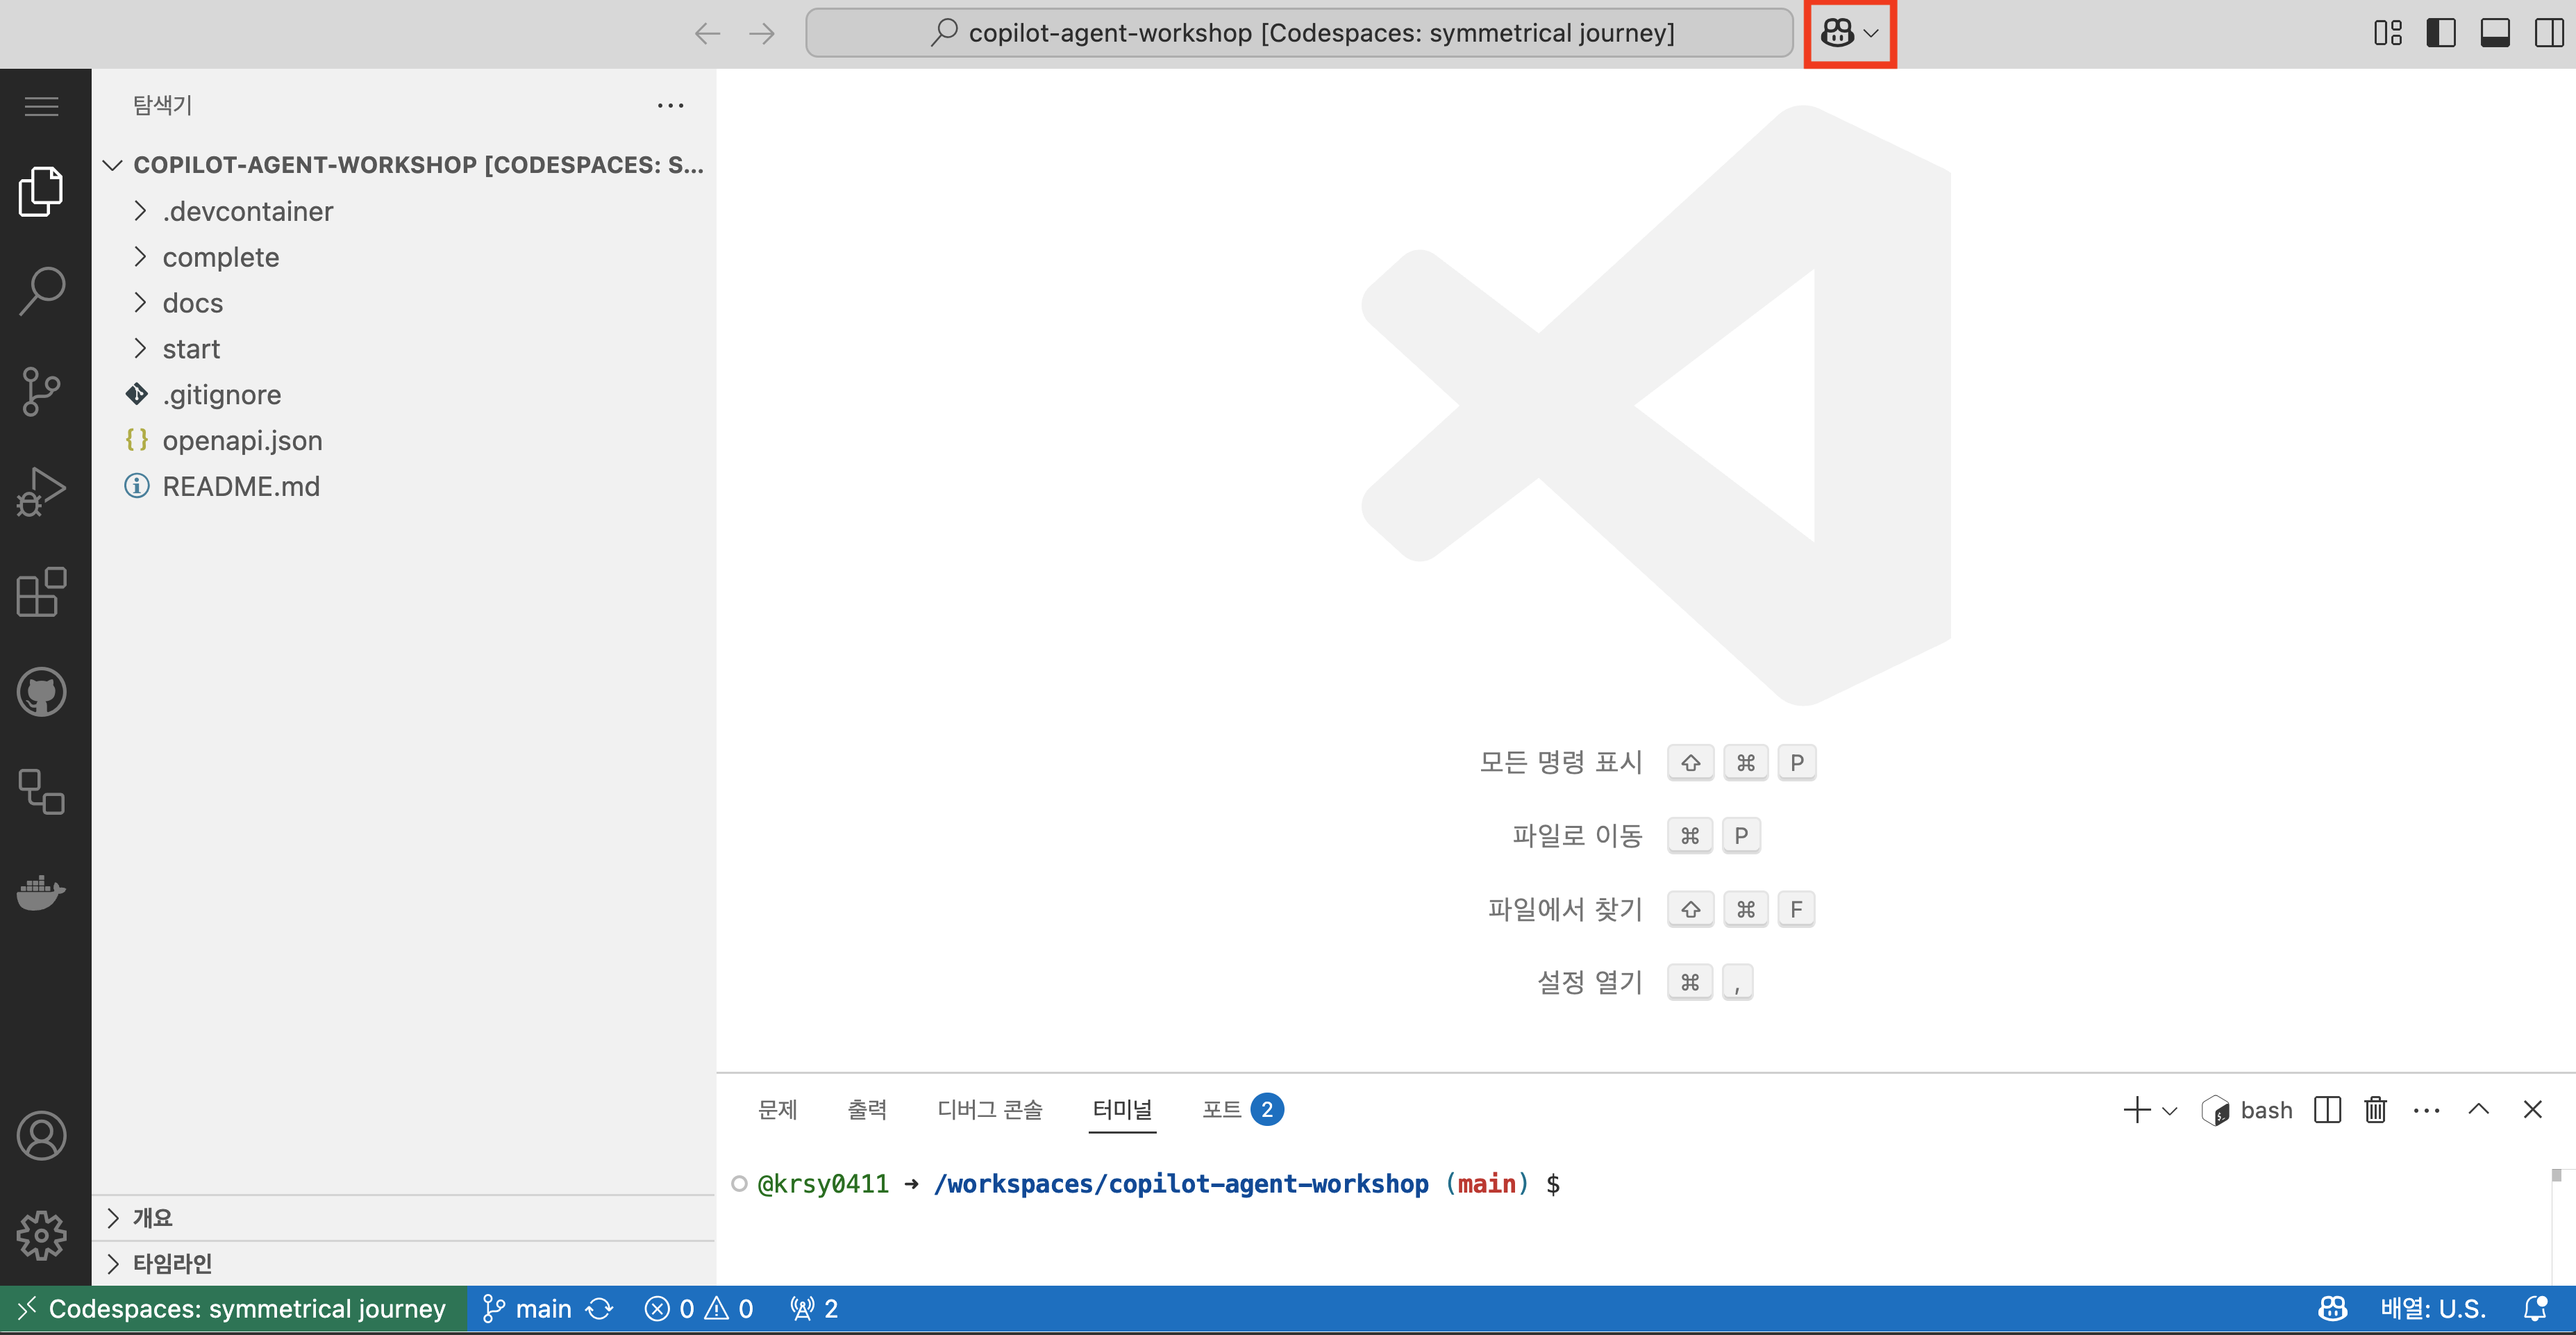 copilot-agent-workshop [Codespaces: symmetrical journey]
탐색기
COPILOT-AGENT-WORKSHOP [CODESPACES: S...
.devcontainer
complete
docs
start
.gitignore
openapi.json
README.md
모든 명령 표시 ⇧ ⌘ P
파일로 이동 ⌘ P
파일에서 찾기 ⇧ ⌘ F
설정 열기 ⌘ ,
문제 출력 디버그 콘솔 터미널 포트 2 bash
@krsy0411 → /workspaces/copilot-agent-workshop (main) $
개요
타임라인
Codespaces: symmetrical journey main 0 0 2 배열: U.S.